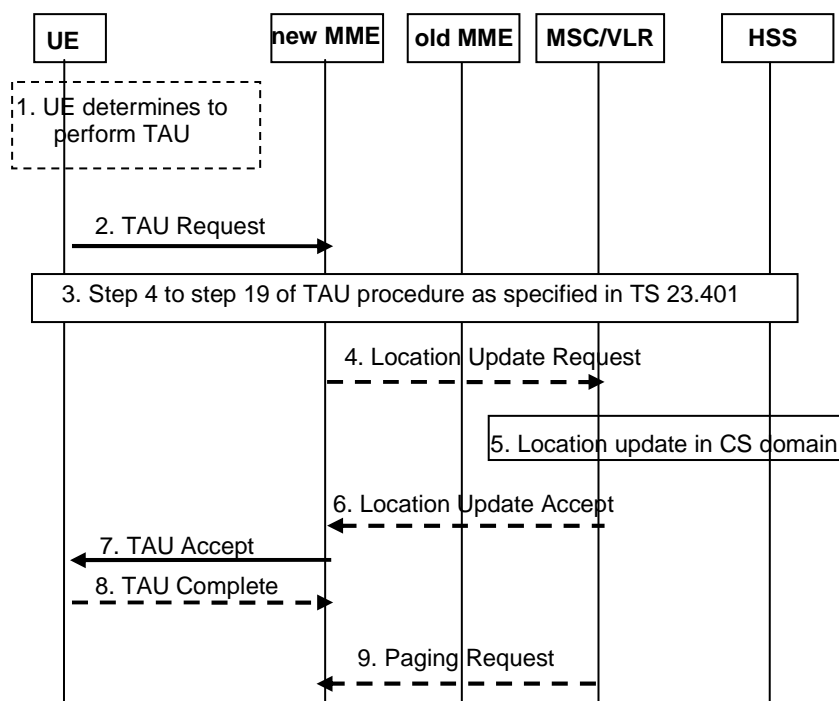 UE
new MME
old MME
MSC/VLR
HSS
1. UE determines to
perform TAU
2. TAU Request
3. Step 4 to step 19 of TAU procedure as specified in TS 23.401
4. Location Update Request
5. Location update in CS domain
6. Location Update Accept
7. TAU Accept
8. TAU Complete
9. Paging Request